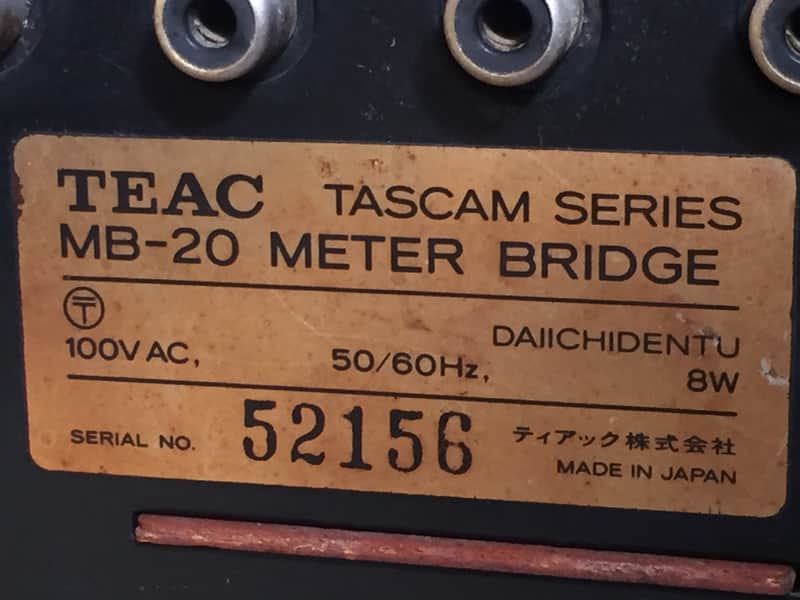 TEAC TASCAM SERIES
MB-20 METER BRIDGE
〒 DAIICHIDENTU
100V AC, 50/60Hz, 8W
SERIAL NO. 52156 ティアック株式会社
MADE IN JAPAN